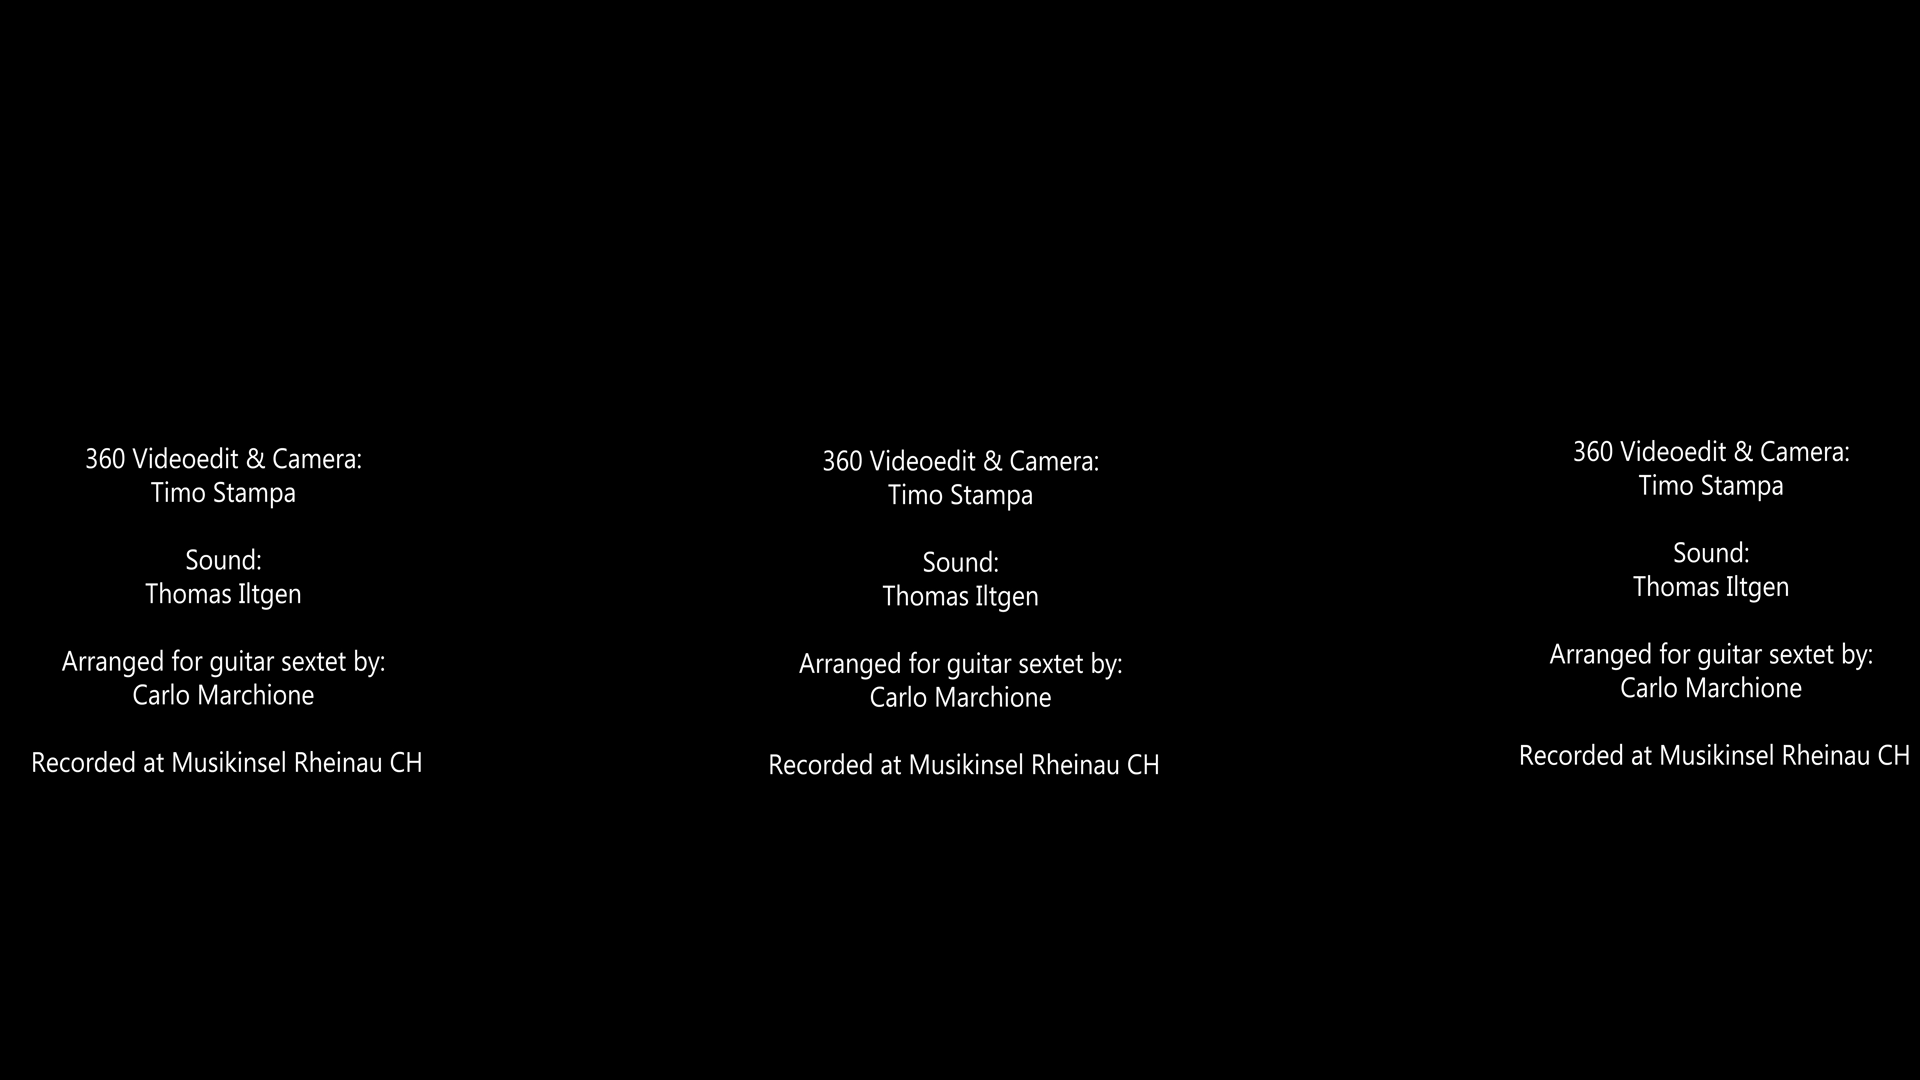 360 Videoedit & Camera:
Timo Stampa
Sound:
Thomas Iltgen
Arranged for guitar sextet by:
Carlo Marchione
Recorded at Musikinsel Rheinau CH
360 Videoedit & Camera:
Timo Stampa
Sound:
Thomas Iltgen
Arranged for guitar sextet by:
Carlo Marchione
Recorded at Musikinsel Rheinau CH
360 Videoedit & Camera:
Timo Stampa
Sound:
Thomas Iltgen
Arranged for guitar sextet by:
Carlo Marchione
Recorded at Musikinsel Rheinau CH